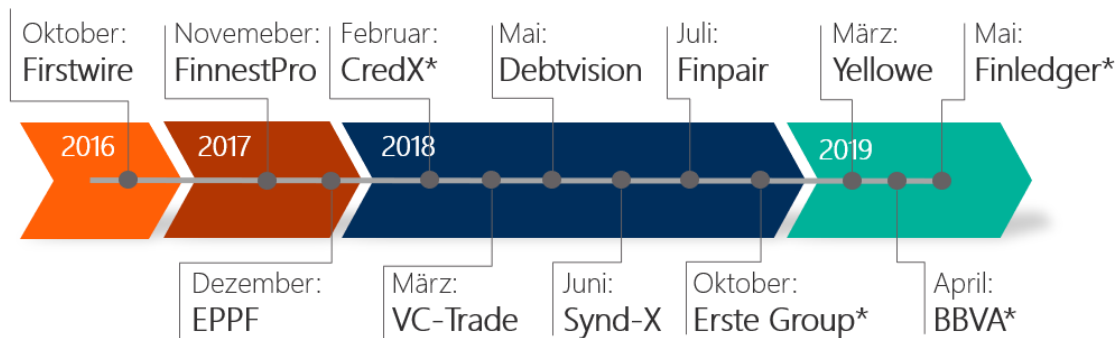 Oktober:
Firstwire
Novemeber:
FinnestPro
Februar:
CredX*
Mai:
Debtvision
Juli:
Finpair
März:
Yellowe
Mai:
Finledger*
2016
2017
2018
2019
Dezember:
EPPF
März:
VC-Trade
Juni:
Synd-X
Oktober:
Erste Group*
April:
BBVA*